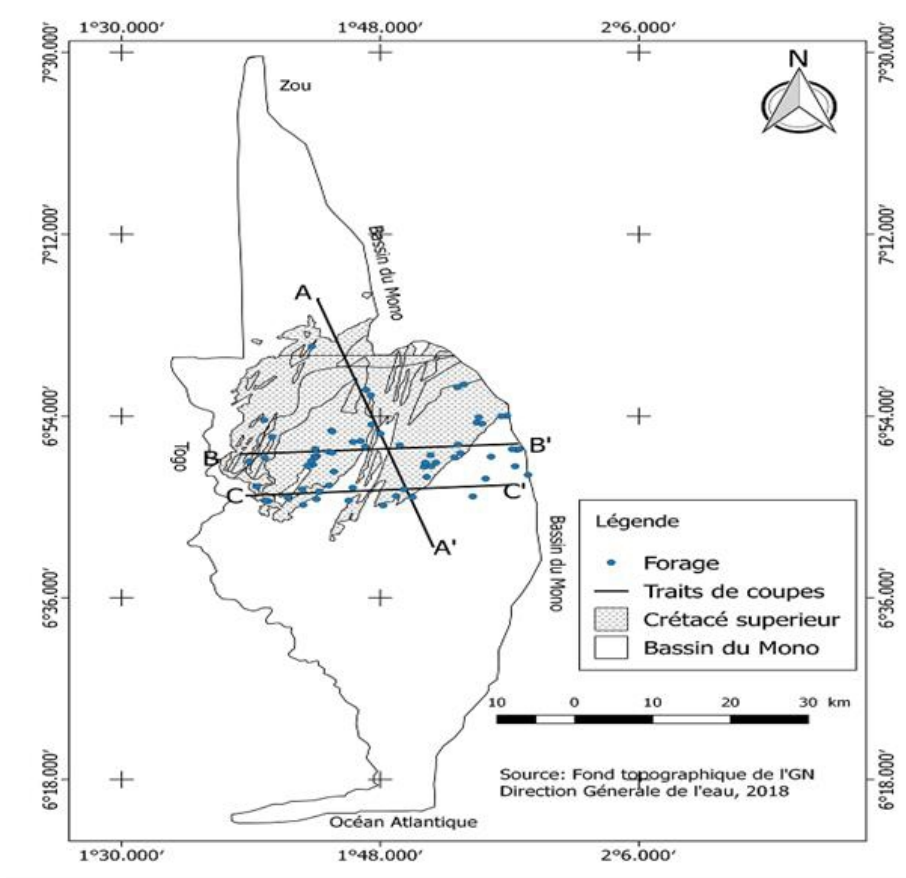 1°30.000′ 1°48.000′ 2°6.000′
7°30.000′ 7°30.000′
N
Zou
7°12.000′ 7°12.000′
Bassin du Mono
A
6°54.000′ 6°54.000′
Togo
B B'
C C'
A'
Bassin du Mono
Légende
Forage
Traits de coupes
Crétacé superieur
Bassin du Mono
6°36.000′ 6°36.000′
10 0 10 20 30 km
Source: Fond topographique de l'GN
Direction Génerale de l'eau, 2018
6°18.000′ 6°18.000′
Océan Atlantique
1°30.000′ 1°48.000′ 2°6.000′